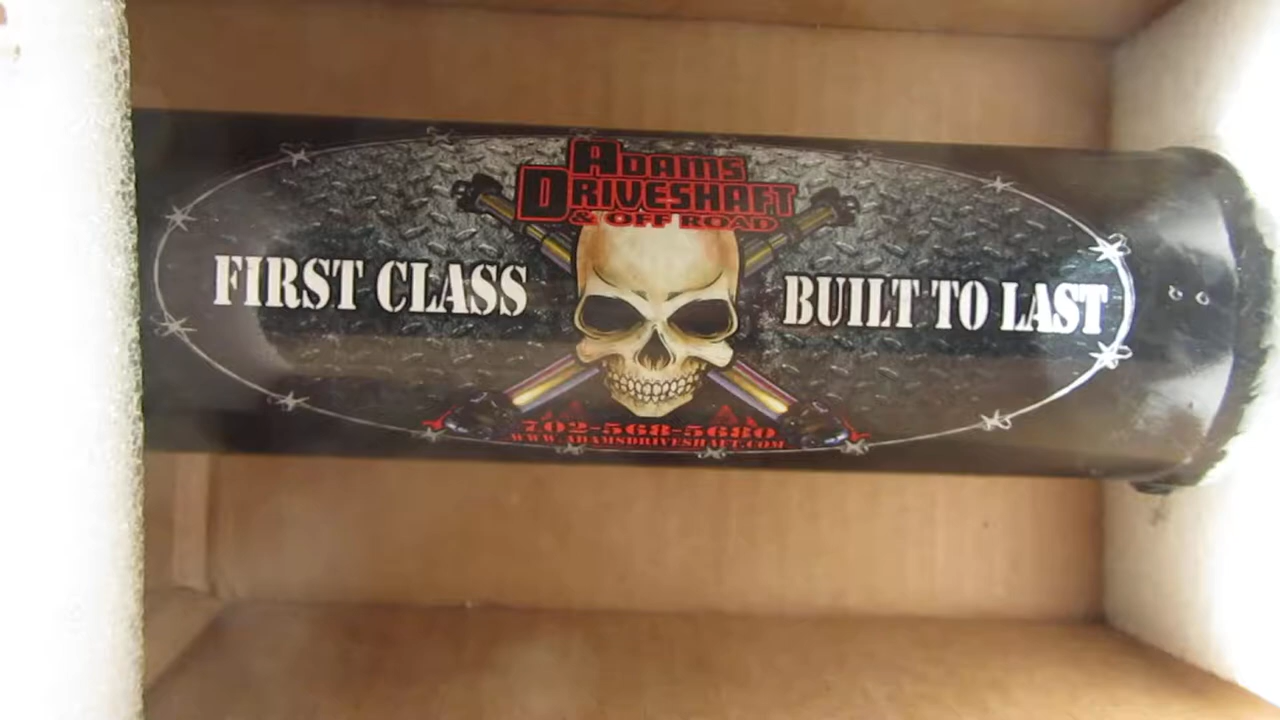 ADAMS
DRIVESHAFT
& OFF ROAD
FIRST CLASS
BUILT TO LAST
702-568-5680
WWW.ADAMSDRIVESHAFT.COM